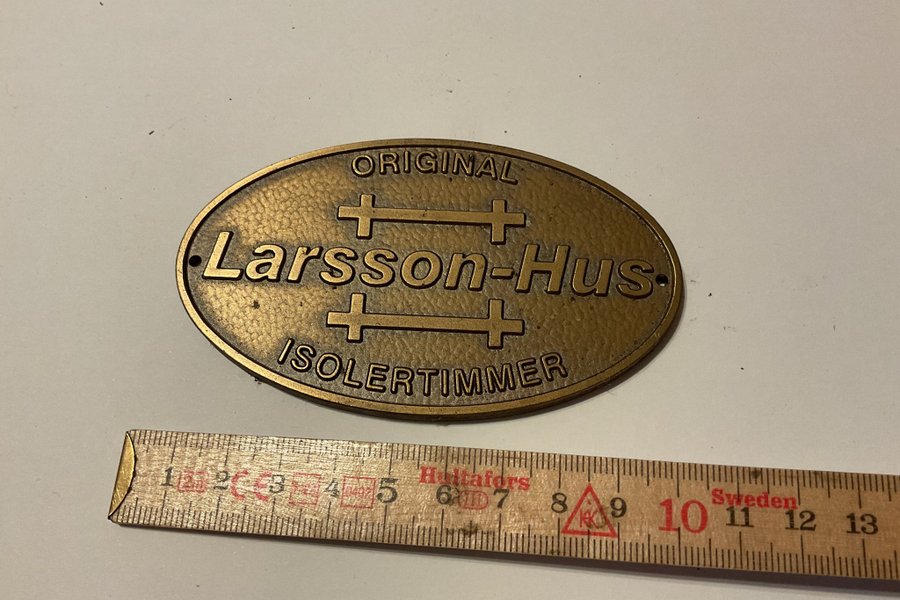 ORIGINAL
Larsson-Hus
ISOLERTIMMER
1 2 3 4 5 6 7 8 9 10 11 12 13
CE Hultafors Sweden